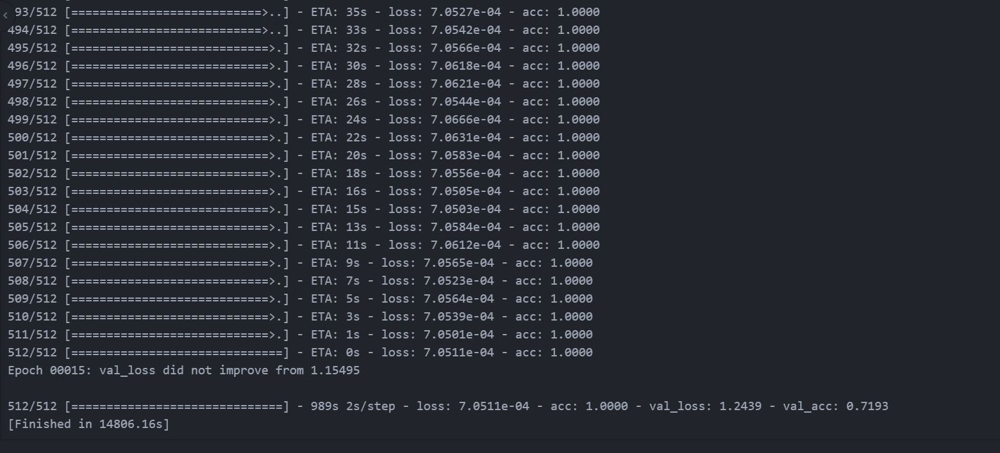 93/512 [===========================>..] - ETA: 35s - loss: 7.0527e-04 - acc: 1.0000
494/512 [===========================>..] - ETA: 33s - loss: 7.0542e-04 - acc: 1.0000
495/512 [============================>.] - ETA: 32s - loss: 7.0566e-04 - acc: 1.0000
496/512 [============================>.] - ETA: 30s - loss: 7.0618e-04 - acc: 1.0000
497/512 [============================>.] - ETA: 28s - loss: 7.0621e-04 - acc: 1.0000
498/512 [============================>.] - ETA: 26s - loss: 7.0544e-04 - acc: 1.0000
499/512 [============================>.] - ETA: 24s - loss: 7.0666e-04 - acc: 1.0000
500/512 [============================>.] - ETA: 22s - loss: 7.0631e-04 - acc: 1.0000
501/512 [============================>.] - ETA: 20s - loss: 7.0583e-04 - acc: 1.0000
502/512 [============================>.] - ETA: 18s - loss: 7.0556e-04 - acc: 1.0000
503/512 [============================>.] - ETA: 16s - loss: 7.0505e-04 - acc: 1.0000
504/512 [============================>.] - ETA: 15s - loss: 7.0503e-04 - acc: 1.0000
505/512 [============================>.] - ETA: 13s - loss: 7.0584e-04 - acc: 1.0000
506/512 [============================>.] - ETA: 11s - loss: 7.0612e-04 - acc: 1.0000
507/512 [============================>.] - ETA: 9s - loss: 7.0565e-04 - acc: 1.0000
508/512 [============================>.] - ETA: 7s - loss: 7.0523e-04 - acc: 1.0000
509/512 [============================>.] - ETA: 5s - loss: 7.0564e-04 - acc: 1.0000
510/512 [============================>.] - ETA: 3s - loss: 7.0539e-04 - acc: 1.0000
511/512 [============================>.] - ETA: 1s - loss: 7.0501e-04 - acc: 1.0000
512/512 [==============================] - ETA: 0s - loss: 7.0511e-04 - acc: 1.0000
Epoch 00015: val_loss did not improve from 1.15495
512/512 [==============================] - 989s 2s/step - loss: 7.0511e-04 - acc: 1.0000 - val_loss: 1.2439 - val_acc: 0.7193
[Finished in 14806.16s]